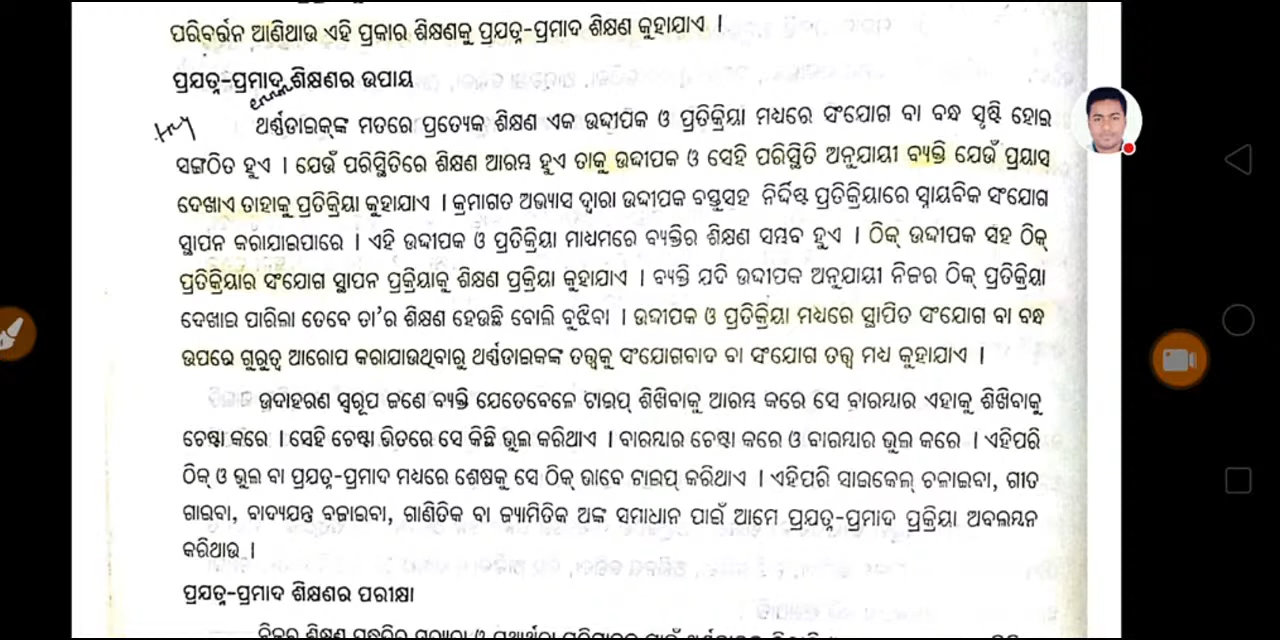 ପରିବର୍ତ୍ତନ ଆଣିଥାଉ ଏହି ପ୍ରକାର ଶିକ୍ଷଣକୁ ପ୍ରଯତ୍ନ-ପ୍ରମାଦ ଶିକ୍ଷଣ କୁହାଯାଏ ।
ପ୍ରଯତ୍ନ-ପ୍ରମାଦ ଶିକ୍ଷଣର ଉପାୟ
try
ଥର୍ଣ୍ଣଡାଇକ୍‌ଙ୍କ ମତରେ ପ୍ରତ୍ୟେକ ଶିକ୍ଷଣ ଏକ ଉଦ୍ଦୀପକ ଓ ପ୍ରତିକ୍ରିୟା ମଧ୍ୟରେ ସଂଯୋଗ ବା ବନ୍ଧ ସୃଷ୍ଟି ହୋଇ
ସଙ୍ଗଠିତ ହୁଏ । ଯେଉଁ ପରିସ୍ଥିତିରେ ଶିକ୍ଷଣ ଆରମ୍ଭ ହୁଏ ତାକୁ ଉଦ୍ଦୀପକ ଓ ସେହି ପରିସ୍ଥିତି ଅନୁଯାୟୀ ବ୍ୟକ୍ତି ଯେଉଁ ପ୍ରୟାସ
ଦେଖାଏ ତାହାକୁ ପ୍ରତିକ୍ରିୟା କୁହାଯାଏ । କ୍ରମାଗତ ଅଭ୍ୟାସ ଦ୍ୱାରା ଉଦ୍ଦୀପକ ବସ୍ତୁସହ ନିର୍ଦ୍ଦିଷ୍ଟ ପ୍ରତିକ୍ରିୟାରେ ସ୍ନାୟବିକ ସଂଯୋଗ
ସ୍ଥାପନ କରାଯାଇପାରେ । ଏହି ଉଦ୍ଦୀପକ ଓ ପ୍ରତିକ୍ରିୟା ମାଧ୍ୟମରେ ବ୍ୟକ୍ତିର ଶିକ୍ଷଣ ସମ୍ଭବ ହୁଏ । ଠିକ୍ ଉଦ୍ଦୀପକ ସହ ଠିକ୍
ପ୍ରତିକ୍ରିୟାର ସଂଯୋଗ ସ୍ଥାପନ ପ୍ରକ୍ରିୟାକୁ ଶିକ୍ଷଣ ପ୍ରକ୍ରିୟା କୁହାଯାଏ । ବ୍ୟକ୍ତି ଯଦି ଉଦ୍ଦୀପକ ଅନୁଯାୟୀ ନିଜର ଠିକ୍ ପ୍ରତିକ୍ରିୟା
ଦେଖାଇ ପାରିଲା ତେବେ ତା'ର ଶିକ୍ଷଣ ହେଉଛି ବୋଲି ବୁଝିବା । ଉଦ୍ଦୀପକ ଓ ପ୍ରତିକ୍ରିୟା ମଧ୍ୟରେ ସ୍ଥାପିତ ସଂଯୋଗ ବା ବନ୍ଧ
ଉପରେ ଗୁରୁତ୍ୱ ଆରୋପ କରାଯାଉଥିବାରୁ ଥର୍ଣ୍ଣଡାଇକଙ୍କ ତତ୍ତ୍ୱକୁ ସଂଯୋଗବାଦ ବା ସଂଯୋଗ ତତ୍ତ୍ୱ ମଧ୍ୟ କୁହାଯାଏ ।
ଉଦାହରଣ ସ୍ୱରୂପ ଜଣେ ବ୍ୟକ୍ତି ଯେତେବେଳେ ଟାଇପ୍ ଶିଖିବାକୁ ଆରମ୍ଭ କରେ ସେ ବାରମ୍ବାର ଏହାକୁ ଶିଖିବାକୁ
ଚେଷ୍ଟା କରେ । ସେହି ଚେଷ୍ଟା ଭିତରେ ସେ କିଛି ଭୁଲ କରିଥାଏ । ବାରମ୍ବାର ଚେଷ୍ଟା କରେ ଓ ବାରମ୍ବାର ଭୁଲ କରେ । ଏହିପରି
ଠିକ୍ ଓ ଭୁଲ ବା ପ୍ରଯତ୍ନ-ପ୍ରମାଦ ମଧ୍ୟରେ ଶେଷକୁ ସେ ଠିକ୍ ଭାବେ ଟାଇପ୍ କରିଥାଏ । ଏହିପରି ସାଇକେଲ୍ ଚଳାଇବା, ଗୀତ
ଗାଇବା, ବାଦ୍ୟଯନ୍ତ୍ର ବଜାଇବା, ଗାଣିତିକ ବା ଜ୍ୟାମିତିକ ଅଙ୍କ ସମାଧାନ ପାଇଁ ଆମେ ପ୍ରଯତ୍ନ-ପ୍ରମାଦ ପ୍ରକ୍ରିୟା ଅବଲମ୍ବନ
କରିଥାଉ ।
ପ୍ରଯତ୍ନ-ପ୍ରମାଦ ଶିକ୍ଷଣର ପରୀକ୍ଷା
ନିଜର ଶିକ୍ଷଣ